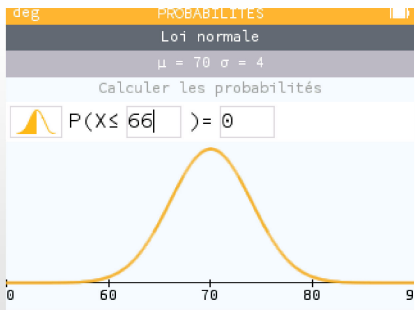 deg PROBABILITES
Loi normale
μ = 70 σ = 4
Calculer les probabilités
P(X≤ 66 )= 0
0 60 70 80 9